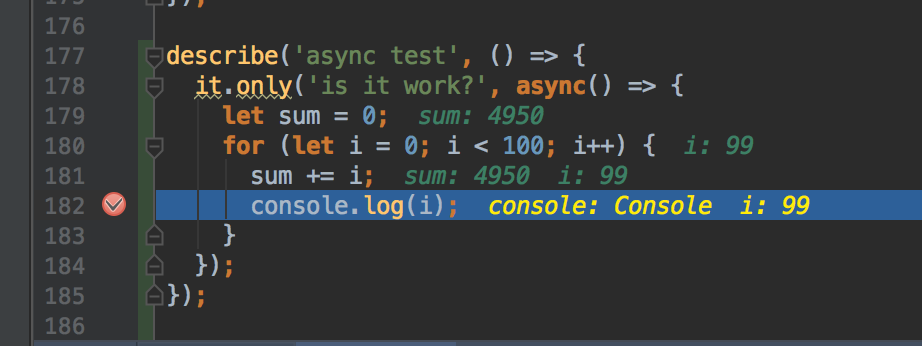 175 });
176
177 describe('async test', () => {
178 it.only('is it work?', async() => {
179 let sum = 0; sum: 4950
180 for (let i = 0; i < 100; i++) { i: 99
181 sum += i; sum: 4950 i: 99
182 console.log(i); console: Console i: 99
183 }
184 });
185 });
186